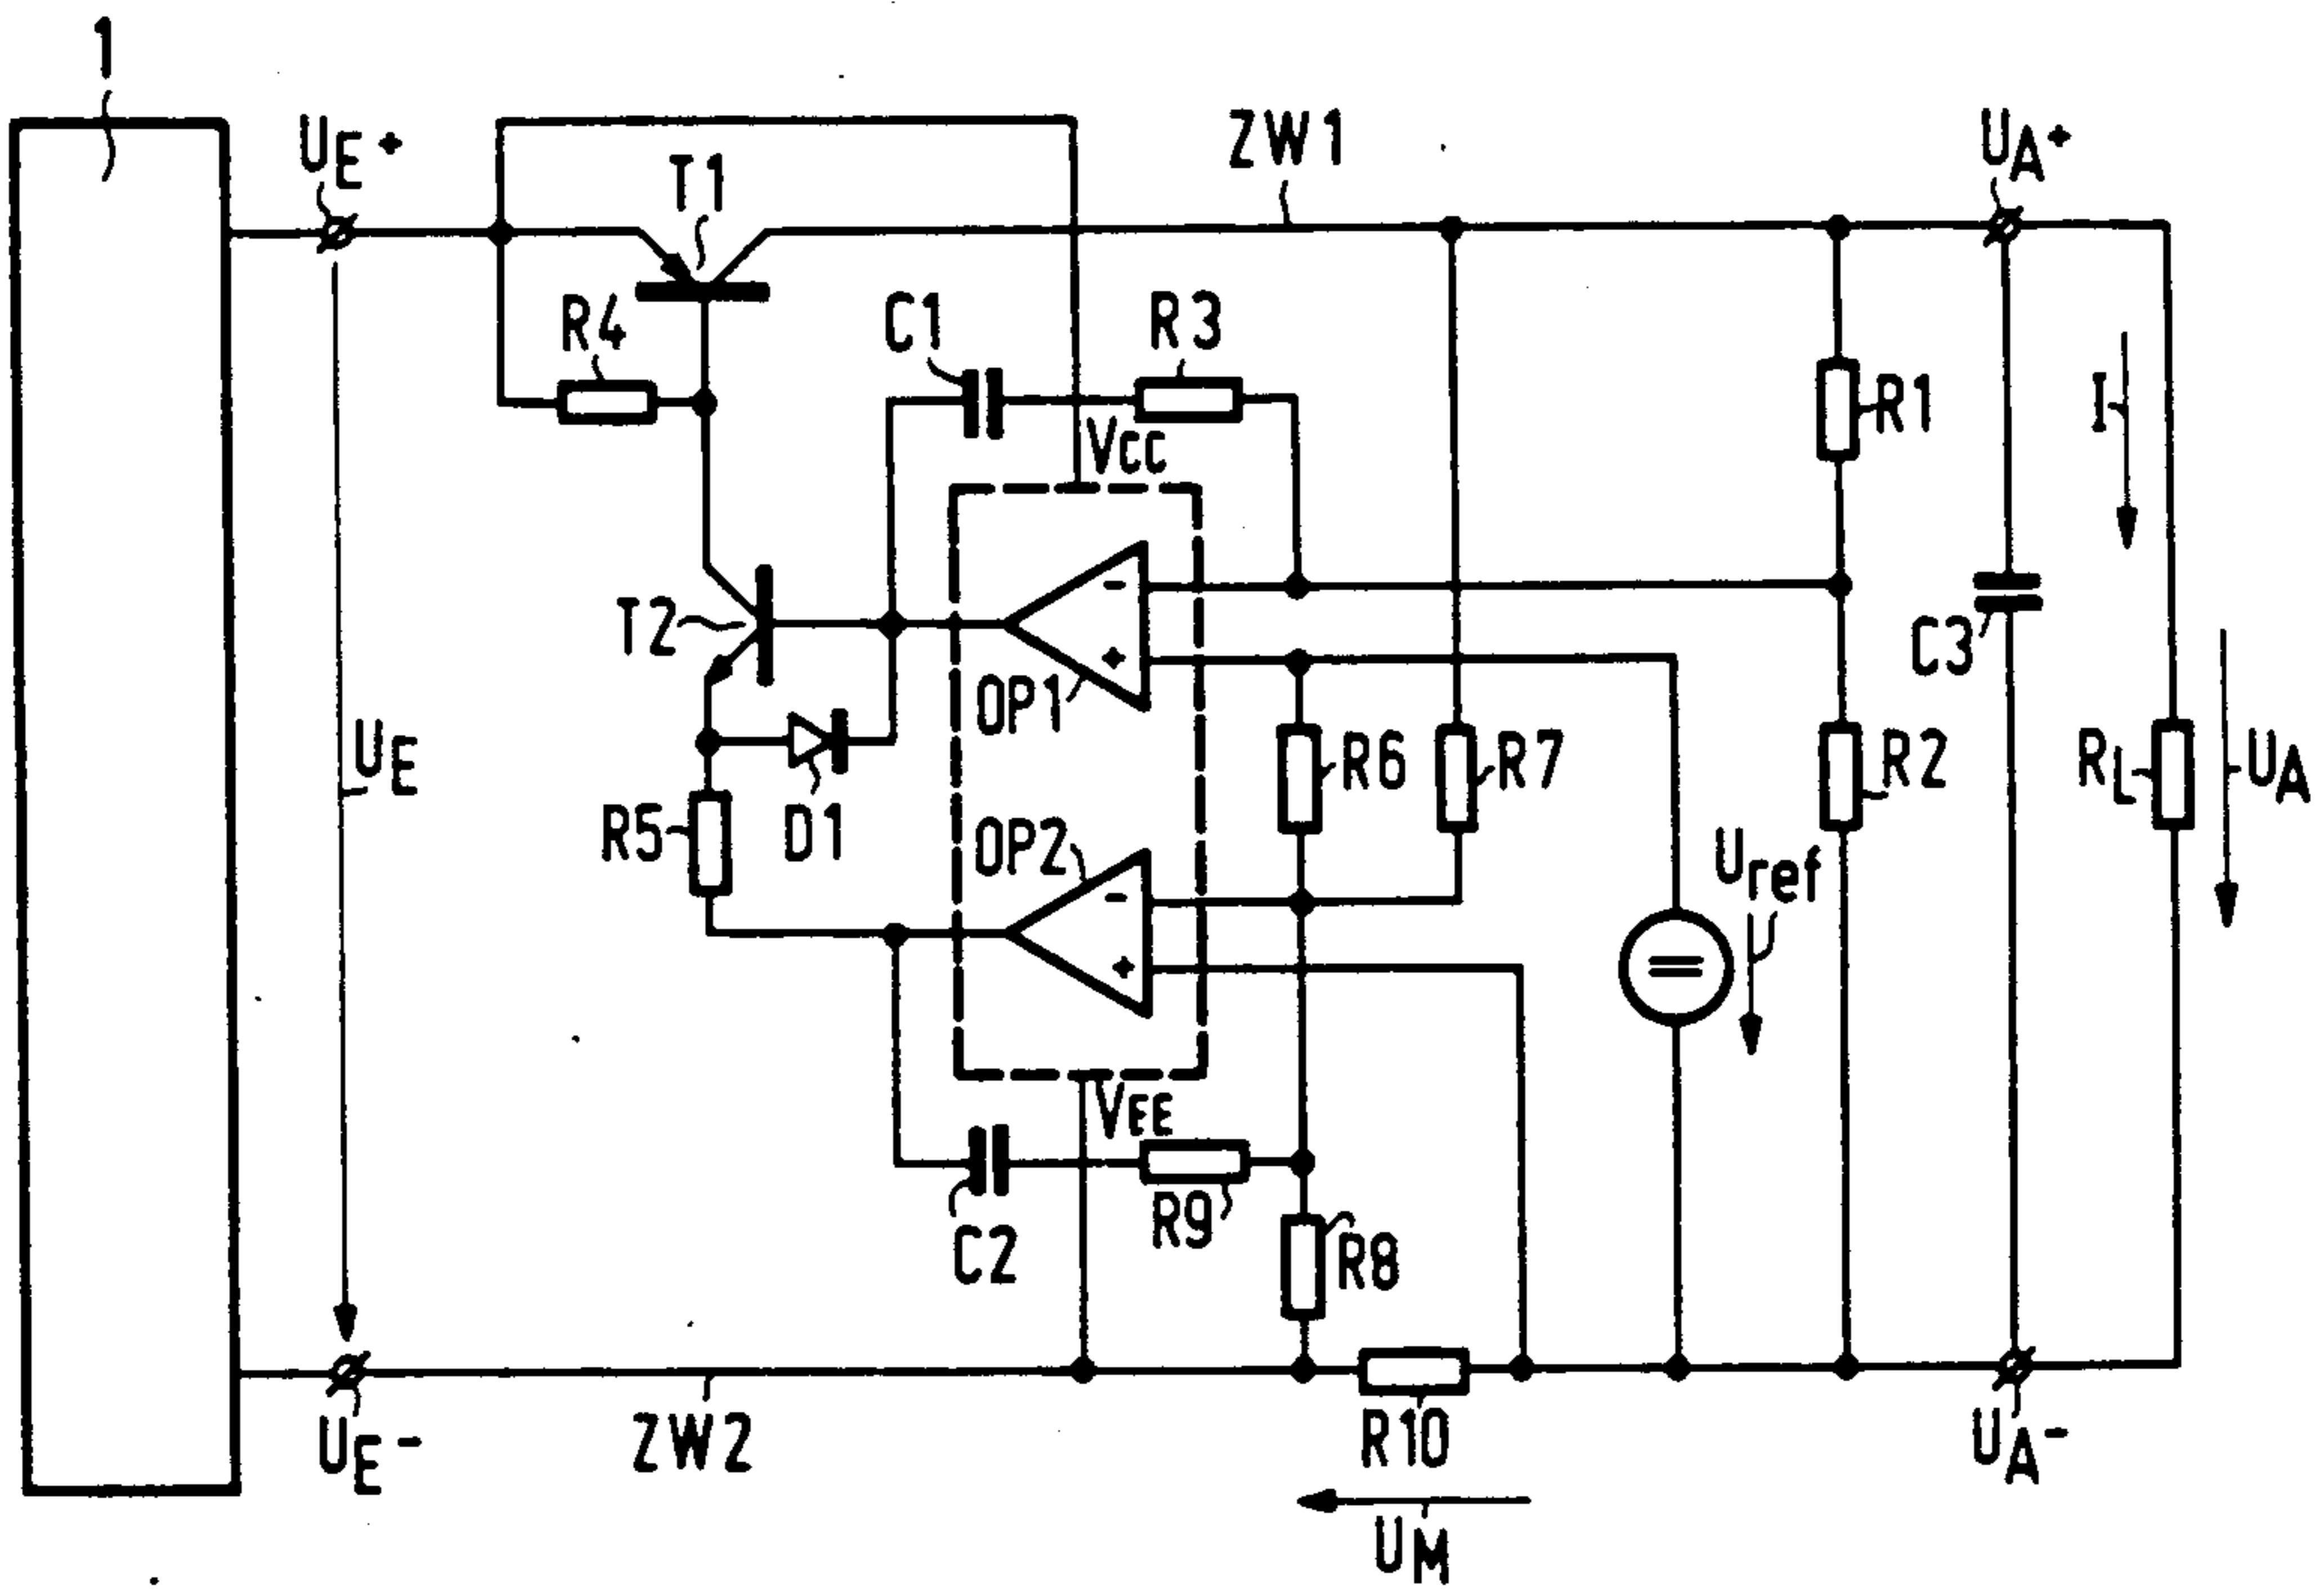 1
UE+
T1
ZW1
UA+
R4
C1
R3
VCC
R1
I
T2
-
+
OP1
C3
UE
R5
D1
OP2
-
+
R6
R7
R2
RL
UA
Uref
=
VEE
C2
R9
R8
UE-
ZW2
R10
UA-
UM